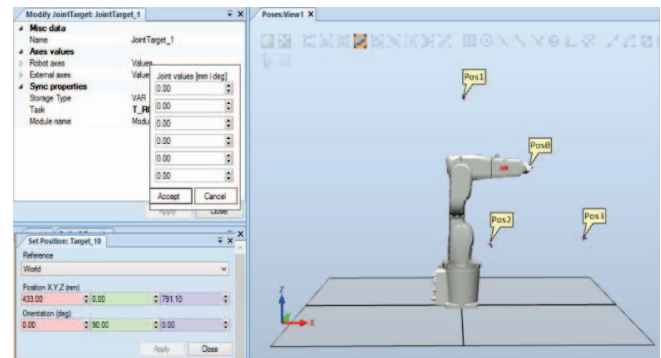 Modify JointTarget: JointTarget_1
Misc data
Name JointTarget_1
Axes values
Robot axes Values
External axes Value
Sync properties
Storage Type VAR
Task T_RO
Module name Modu
Joint values [mm|deg]
0.00
0.00
0.00
0.00
0.00
0.00
Accept Cancel
Apply Close
Set Position: Target_10
Reference
World
Position X,Y,Z (mm)
433.00 0.00 791.10
Orientation (deg)
0.00 90.00 0.00
Apply Close
Poses:View1 X
Pos1
Pos0
Pos2
Pos3
Z
X